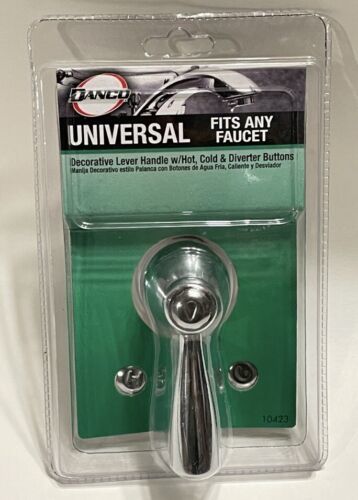 DANCO
UNIVERSAL
FITS ANY
FAUCET
Decorative Lever Handle w/Hot, Cold & Diverter Buttons
Manija Decorativo estilo Palanca con Botones de Agua Fria, Caliente y Desviador
V
H
C
10423